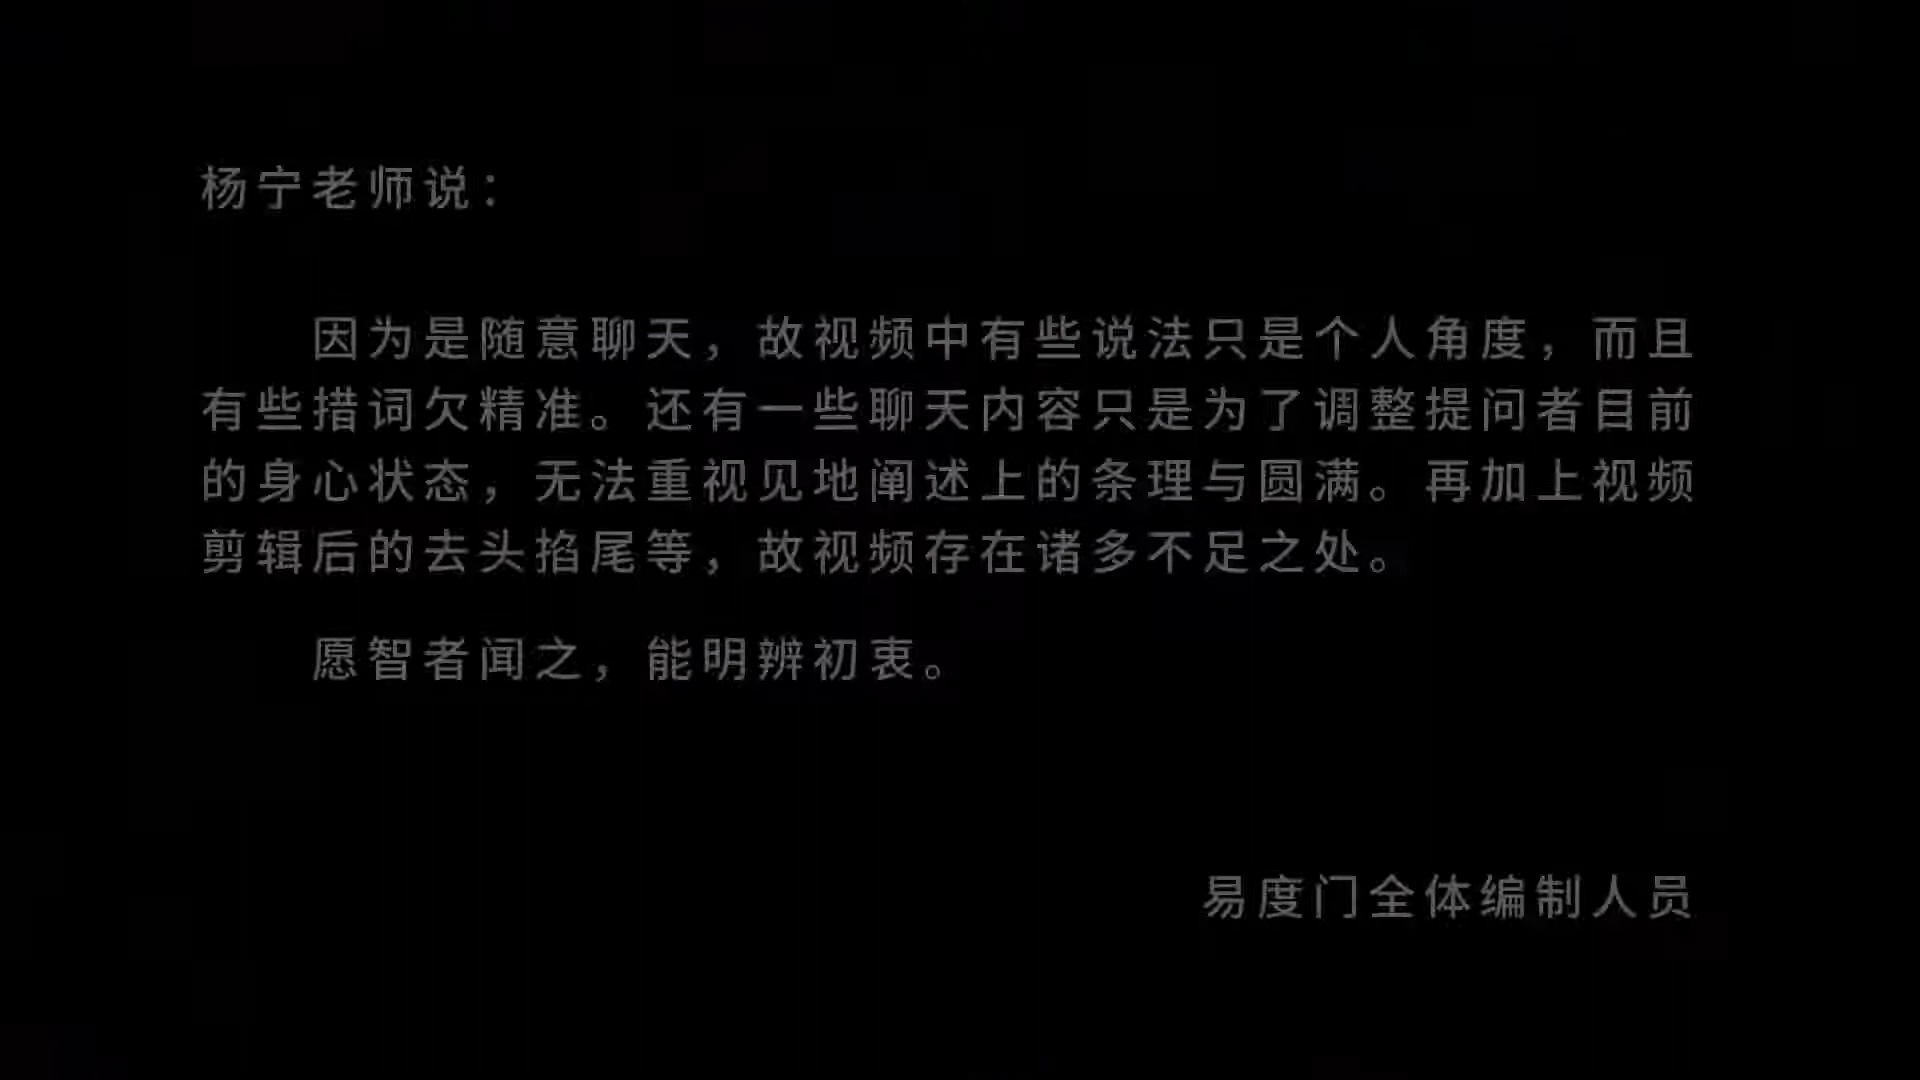 杨宁老师说：
因为是随意聊天，故视频中有些说法只是个人角度，而且
有些措词欠精准。还有一些聊天内容只是为了调整提问者目前
的身心状态，无法重视见地阐述上的条理与圆满。再加上视频
剪辑后的去头掐尾等，故视频存在诸多不足之处。
愿智者闻之，能明辨初衷。
易度门全体编制人员